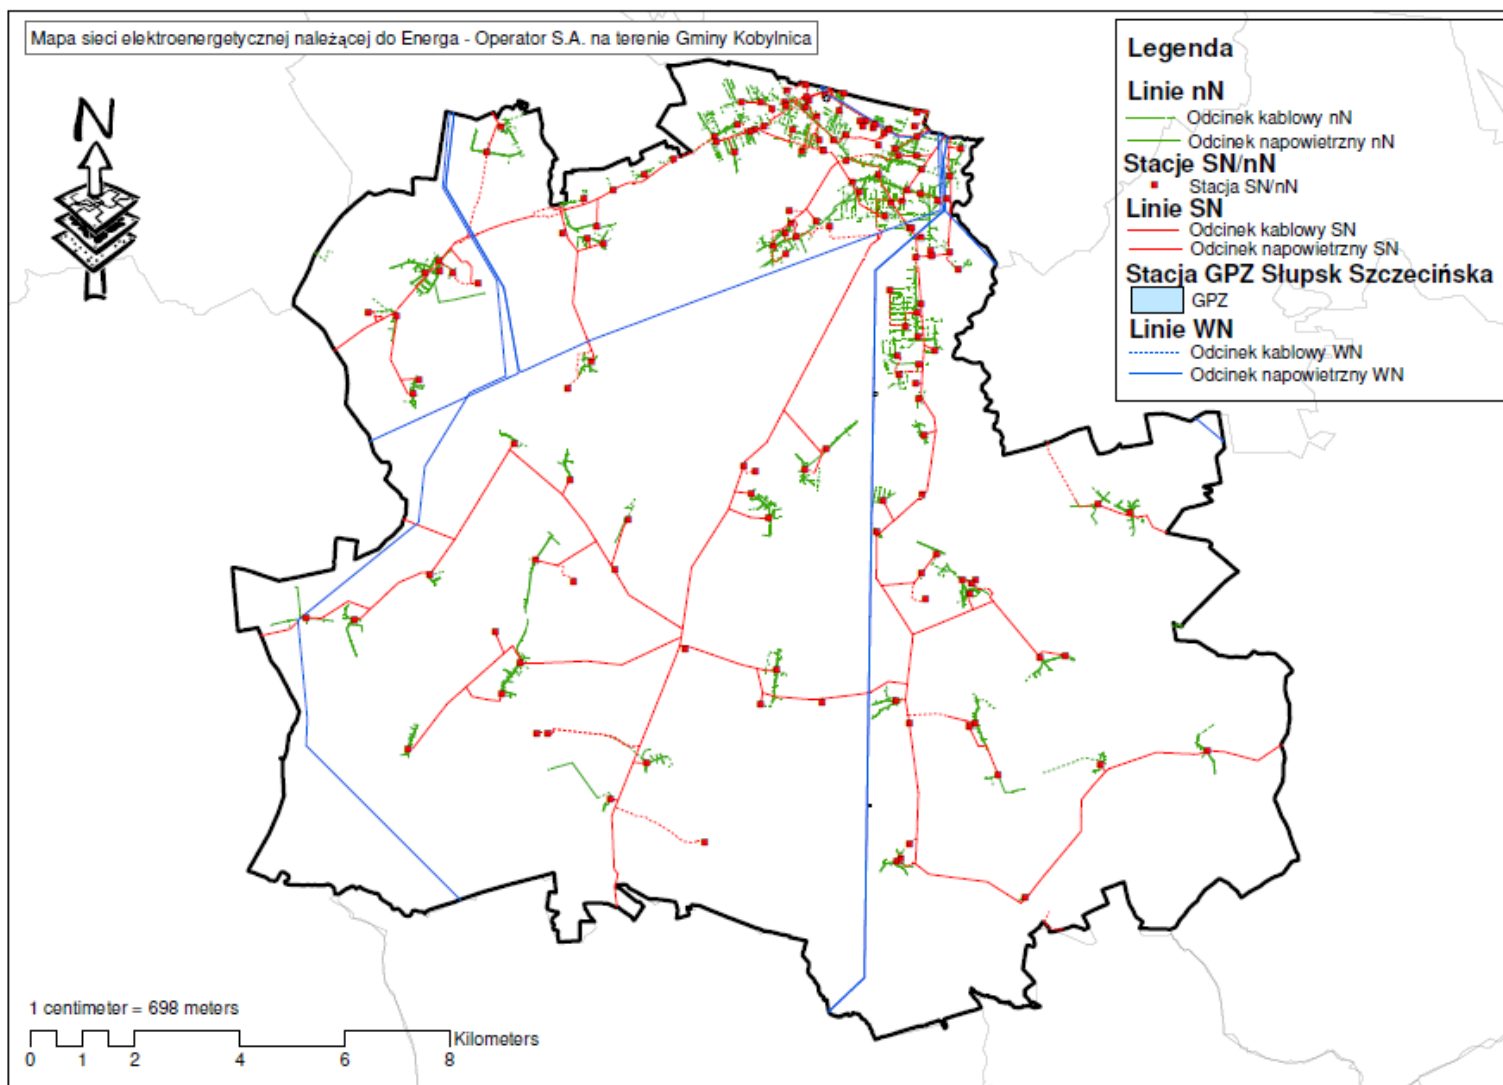 Mapa sieci elektroenergetycznej należącej do Energa - Operator S.A. na terenie Gminy Kobylnica
N
Legenda
Linie nN
Odcinek kablowy nN
Odcinek napowietrzny nN
Stacje SN/nN
Stacja SN/nN
Linie SN
Odcinek kablowy SN
Odcinek napowietrzny SN
Stacja GPZ Słupsk Szczecińska
GPZ
Linie WN
Odcinek kablowy WN
Odcinek napowietrzny WN
1 centimeter = 698 meters
Kilometers
0 1 2 4 6 8